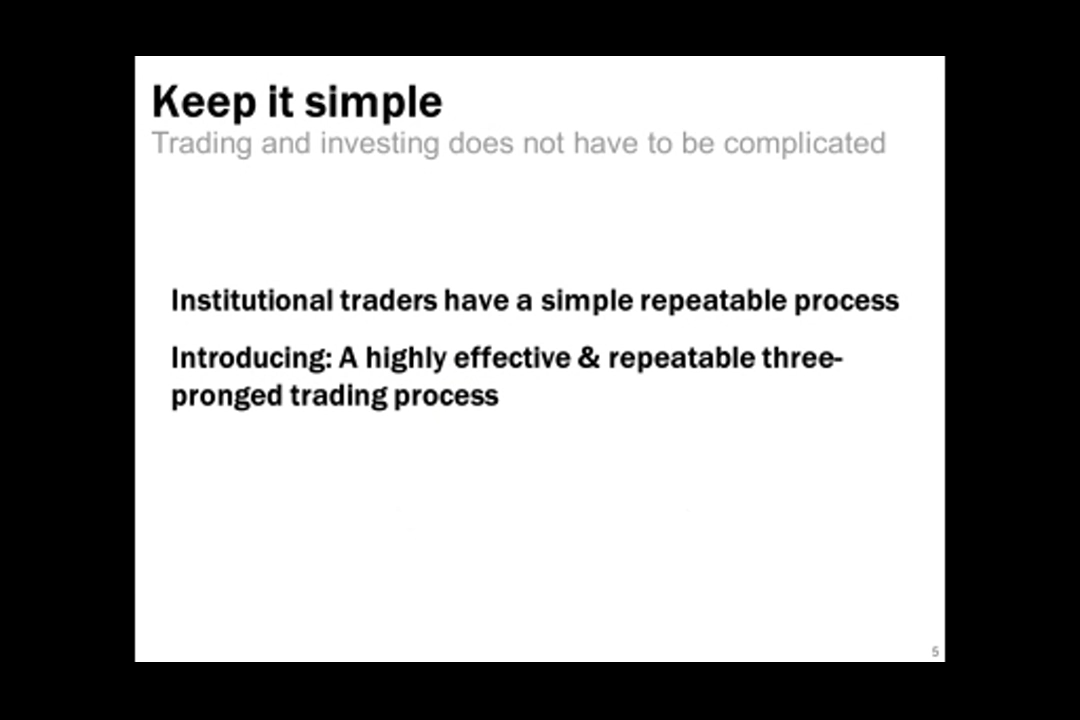 Keep it simple
Trading and investing does not have to be complicated
Institutional traders have a simple repeatable process
Introducing: A highly effective & repeatable three-
pronged trading process
5